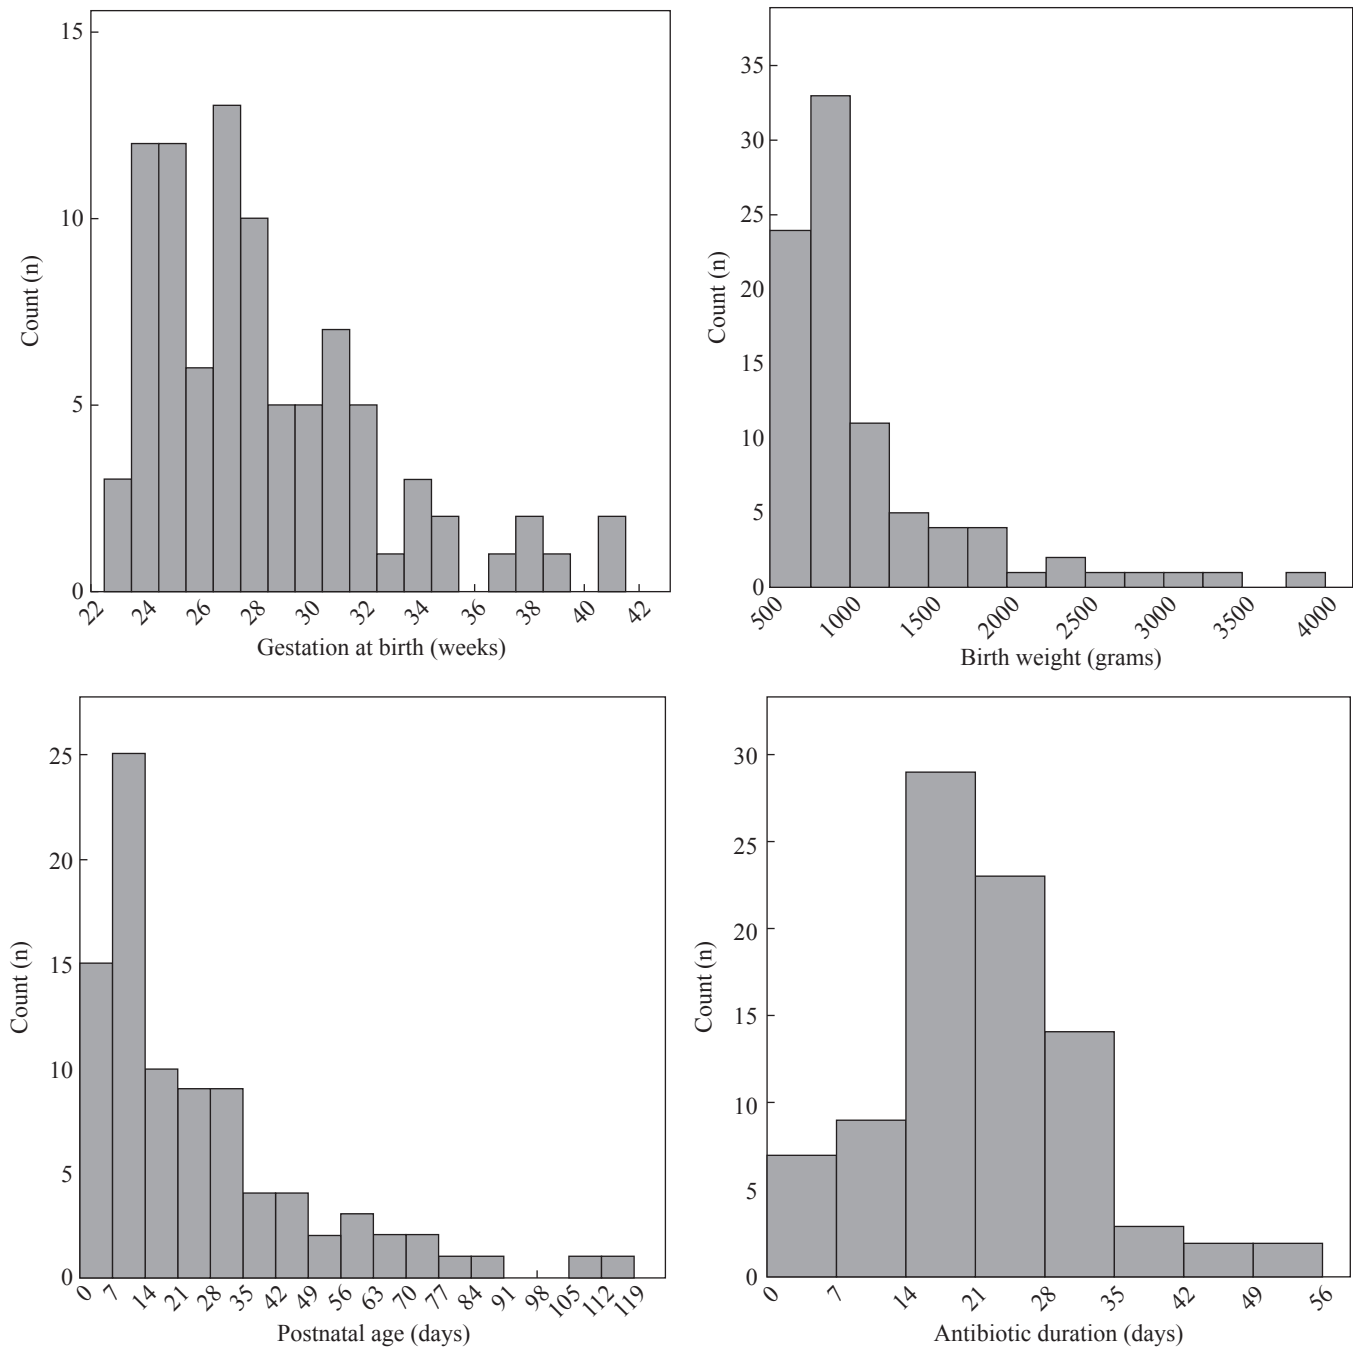 15
10
5
0
Count (n)
22 24 26 28 30 32 34 36 38 40 42
Gestation at birth (weeks)
35
30
25
20
15
10
5
0
Count (n)
500 1000 1500 2000 2500 3000 3500 4000
Birth weight (grams)
25
20
15
10
5
0
Count (n)
0 7 14 21 28 35 42 49 56 63 70 77 84 91 98 105 112 119
Postnatal age (days)
30
25
20
15
10
5
0
Count (n)
0 7 14 21 28 35 42 49 56
Antibiotic duration (days)